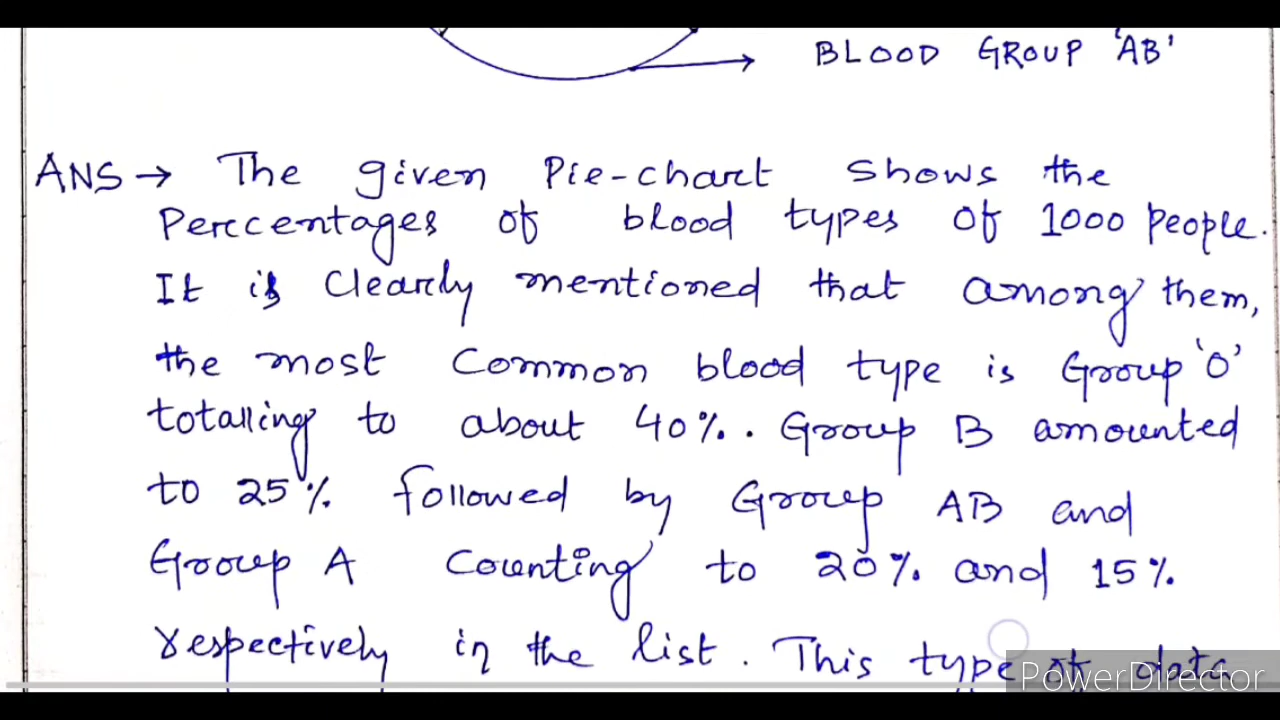 BLOOD GROUP 'AB'
ANS → The given Pie-chart shows the
Percentages of blood types of 1000 people.
It is clearly mentioned that among them,
the most common blood type is Group 'O'
totalling to about 40%. Group B amounted
to 25% followed by Group AB and
Group A counting to 20% and 15%
respectively in the list. This type of data
PowerDirector